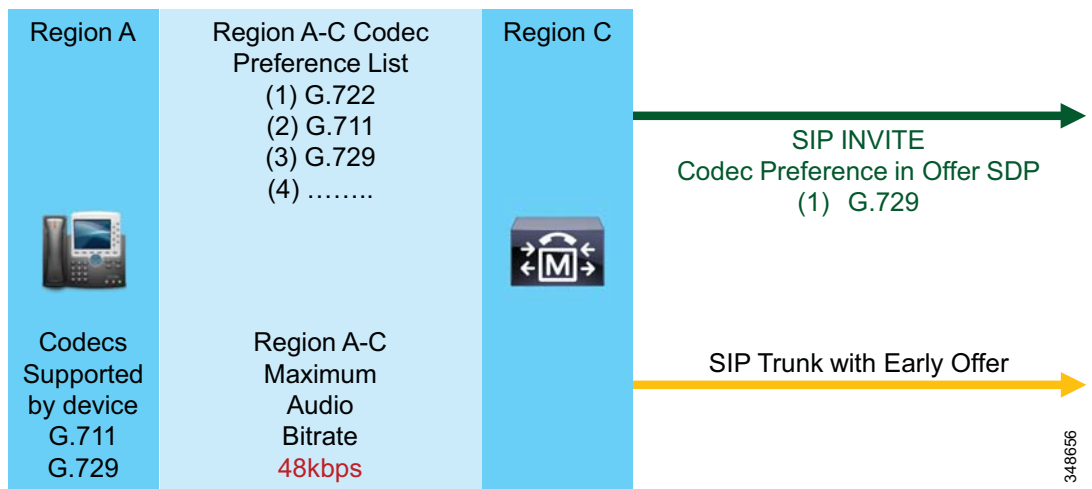 Region A
Codecs
Supported
by device
G.711
G.729
Region A-C Codec
Preference List
(1) G.722
(2) G.711
(3) G.729
(4) ........
Region A-C
Maximum
Audio
Bitrate
48kbps
Region C
M
SIP INVITE
Codec Preference in Offer SDP
(1) G.729
SIP Trunk with Early Offer
348656